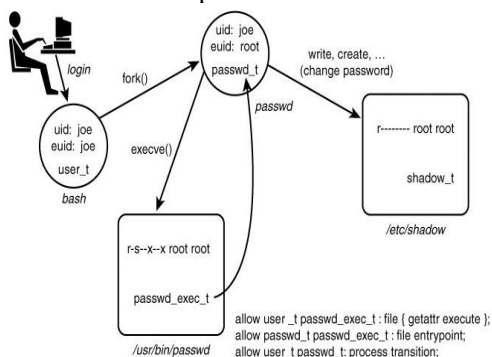 login
uid: joe
euid: joe
user_t
bash
fork()
uid: joe
euid: root
passwd_t
passwd
execve()
write, create, …
(change password)
r-------- root root
shadow_t
/etc/shadow
r-s--x--x root root
passwd_exec_t
/usr/bin/passwd
allow user _t passwd_exec_t : file { getattr execute };
allow passwd_t passwd_exec_t : file entrypoint;
allow user_t passwd_t: process transition;